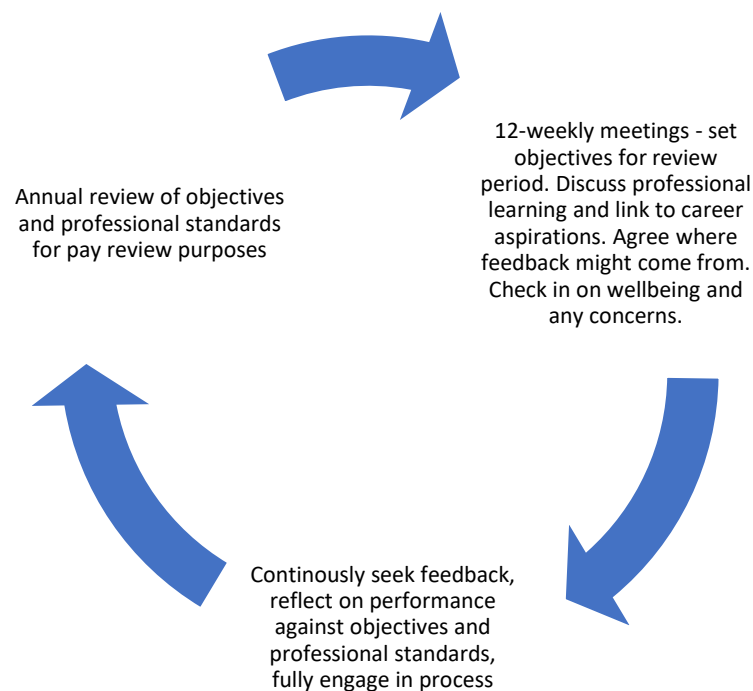 12-weekly meetings - set
objectives for review
period. Discuss professional
learning and link to career
aspirations. Agree where
feedback might come from.
Check in on wellbeing and
any concerns.
Continously seek feedback,
reflect on performance
against objectives and
professional standards,
fully engage in process
Annual review of objectives
and professional standards
for pay review purposes